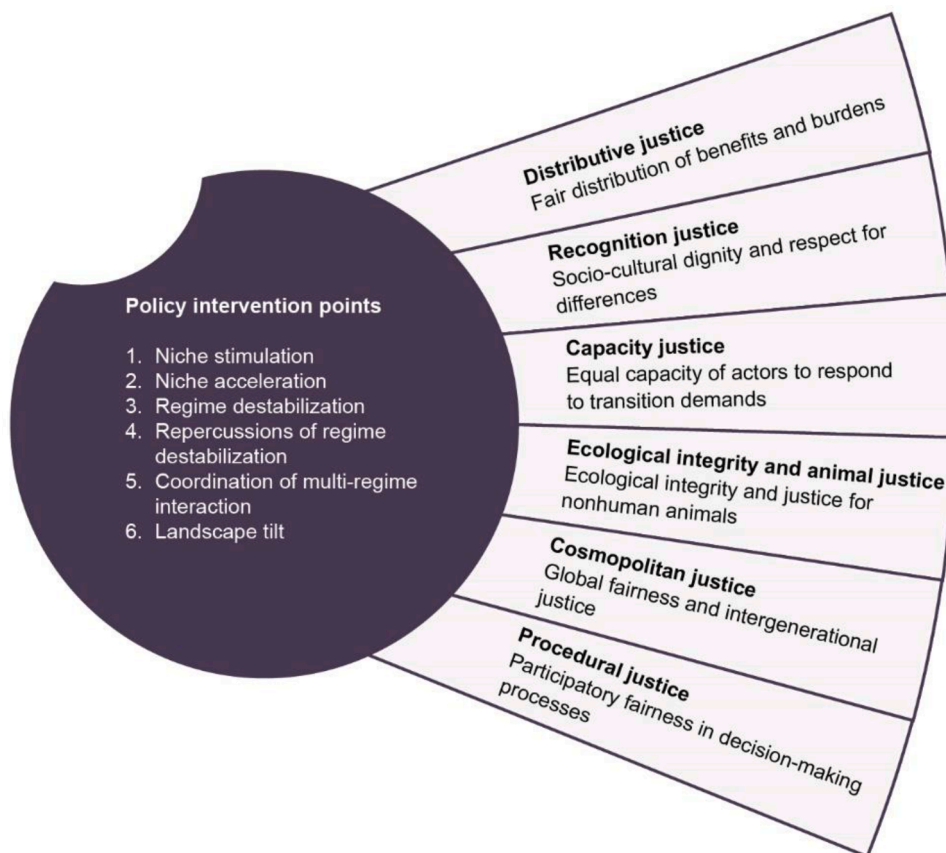 Policy intervention points
1. Niche stimulation
2. Niche acceleration
3. Regime destabilization
4. Repercussions of regime
destabilization
5. Coordination of multi-regime
interaction
6. Landscape tilt
Distributive justice
Fair distribution of benefits and burdens
Recognition justice
Socio-cultural dignity and respect for
differences
Capacity justice
Equal capacity of actors to respond
to transition demands
Ecological integrity and animal justice
Ecological integrity and justice for
nonhuman animals
Cosmopolitan justice
Global fairness and intergenerational
justice
Procedural justice
Participatory fairness in decision-making
processes